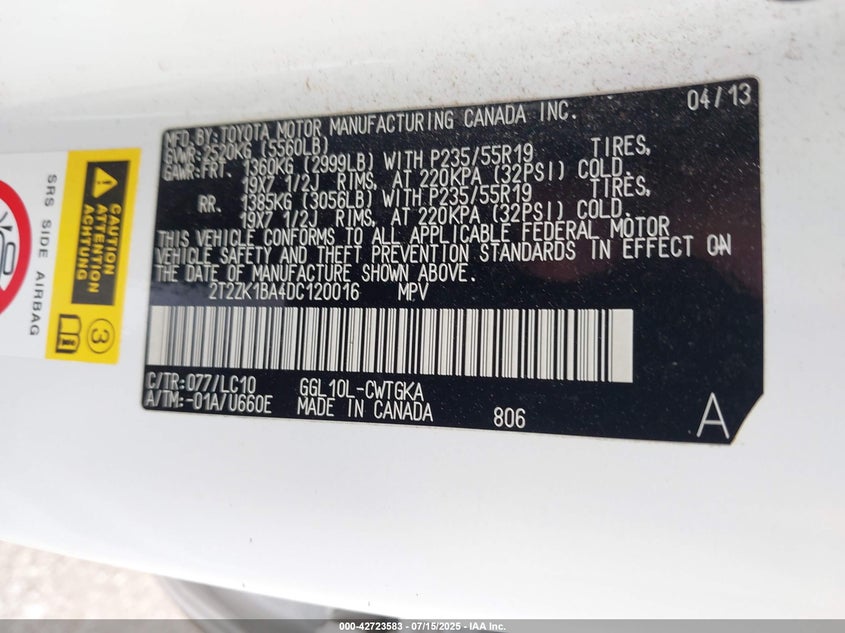 MFD.BY:TOYOTA MOTOR MANUFACTURING CANADA INC. 04/13
GVWR:2520KG (5560LB)
GAWR:FRT. 1360KG (2999LB) WITH P235/55R19 TIRES,
19X7 1/2J RIMS, AT 220KPA (32PSI) COLD.
RR. 1385KG (3056LB) WITH P235/55R19 TIRES,
19X7 1/2J RIMS, AT 220KPA (32PSI) COLD.
THIS VEHICLE CONFORMS TO ALL APPLICABLE FEDERAL MOTOR
VEHICLE SAFETY AND THEFT PREVENTION STANDARDS IN EFFECT ON
THE DATE OF MANUFACTURE SHOWN ABOVE.
2T2ZK1BA4DC120016 MPV
C/TR:077/LC10 GGL10L-CWTGKA
A/TM:-01A/U660E MADE IN CANADA 806 A
CAUTION
ATTENTION
ACHTUNG
SRS SIDE AIRBAG
3
000-42723583 - 07/15/2025 - IAA Inc.